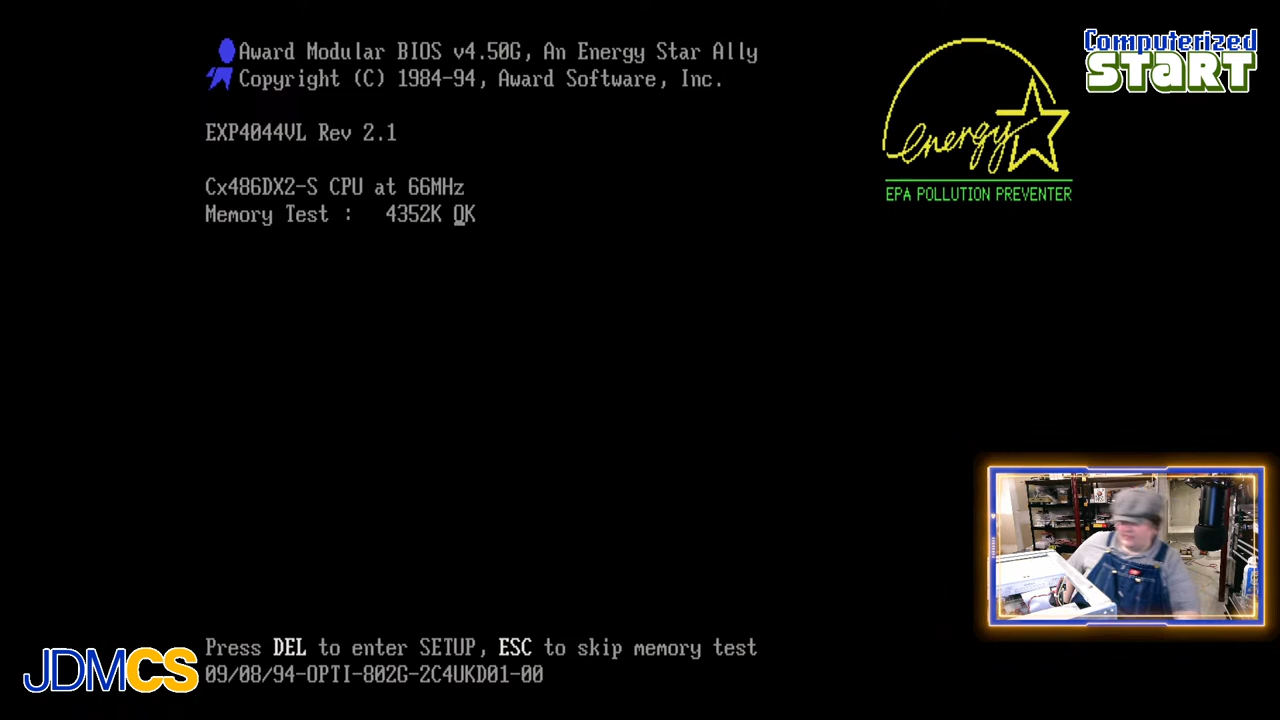 Award Modular BIOS v4.50G, An Energy Star Ally
Copyright (C) 1984-94, Award Software, Inc.
Computerized
START
energy
EPA POLLUTION PREVENTER
EXP4044VL Rev 2.1
Cx486DX2-S CPU at 66MHz
Memory Test :   4352K OK
Press DEL to enter SETUP, ESC to skip memory test
09/08/94-OPTI-802G-2C4UKD01-00
JDMCS